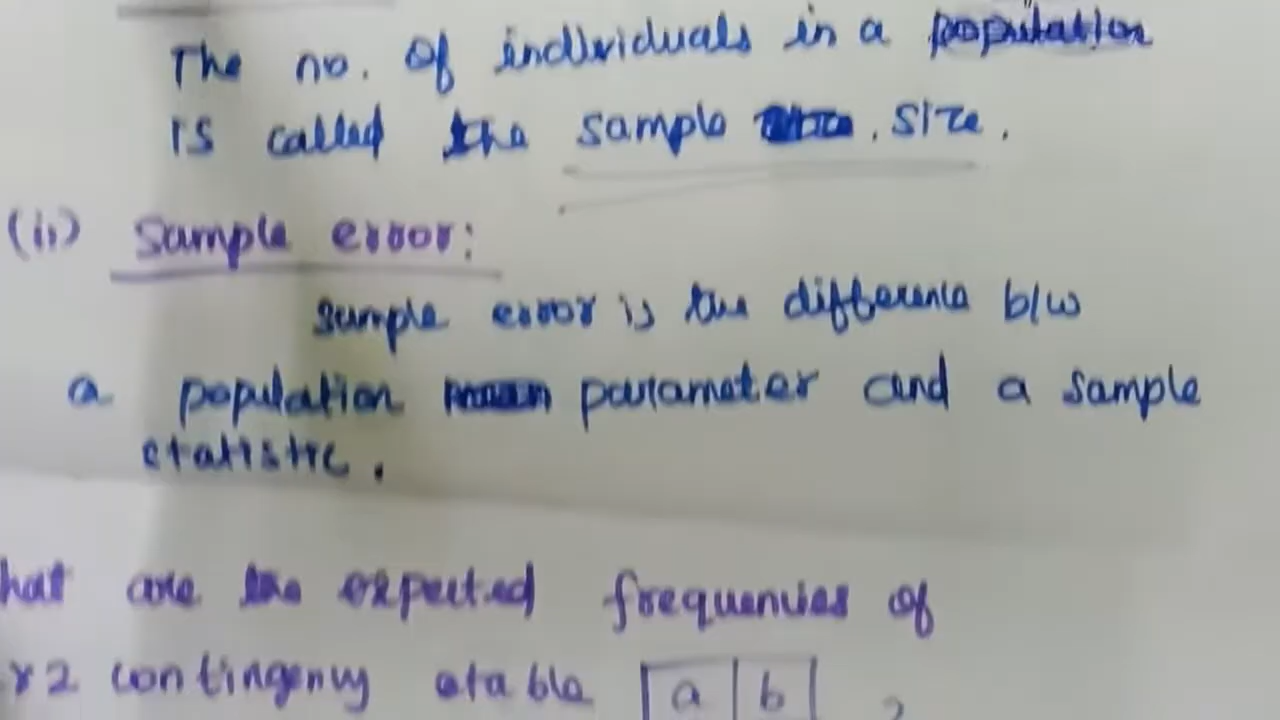 The no. of individuals in a population
is called the sample size.
(ii) Sample error:
Sample error is the difference b/w
a population parameter and a sample
statistic.
hat are the expected frequencies of
x2 contingency table a b ?